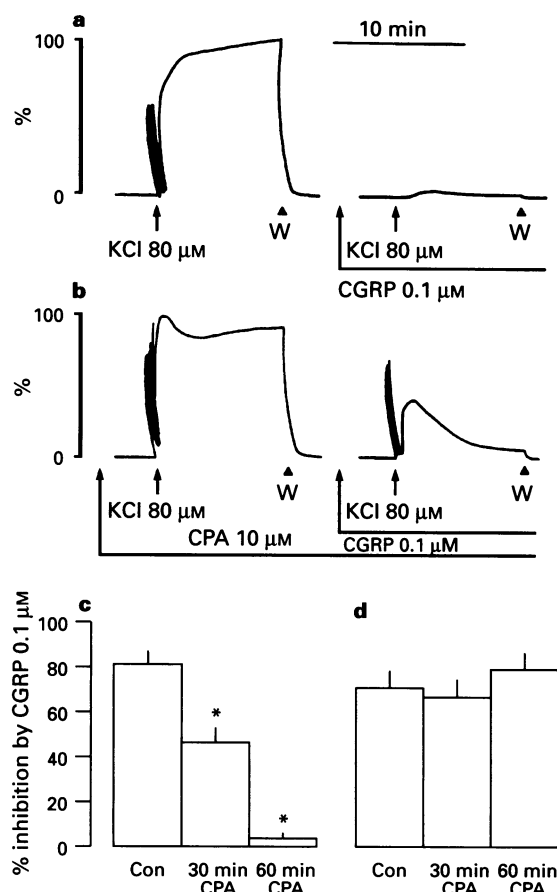 a
10 min
100
%
0
KCl 80 μM
W
KCl 80 μM
W
CGRP 0.1 μM
b
100
%
0
KCl 80 μM
W
KCl 80 μM
W
CPA 10 μM
CGRP 0.1 μM
c
d
% inhibition by CGRP 0.1 μM
100
80
60
40
20
0
*
*
Con
30 min
CPA
60 min
CPA
Con
30 min
CPA
60 min
CPA